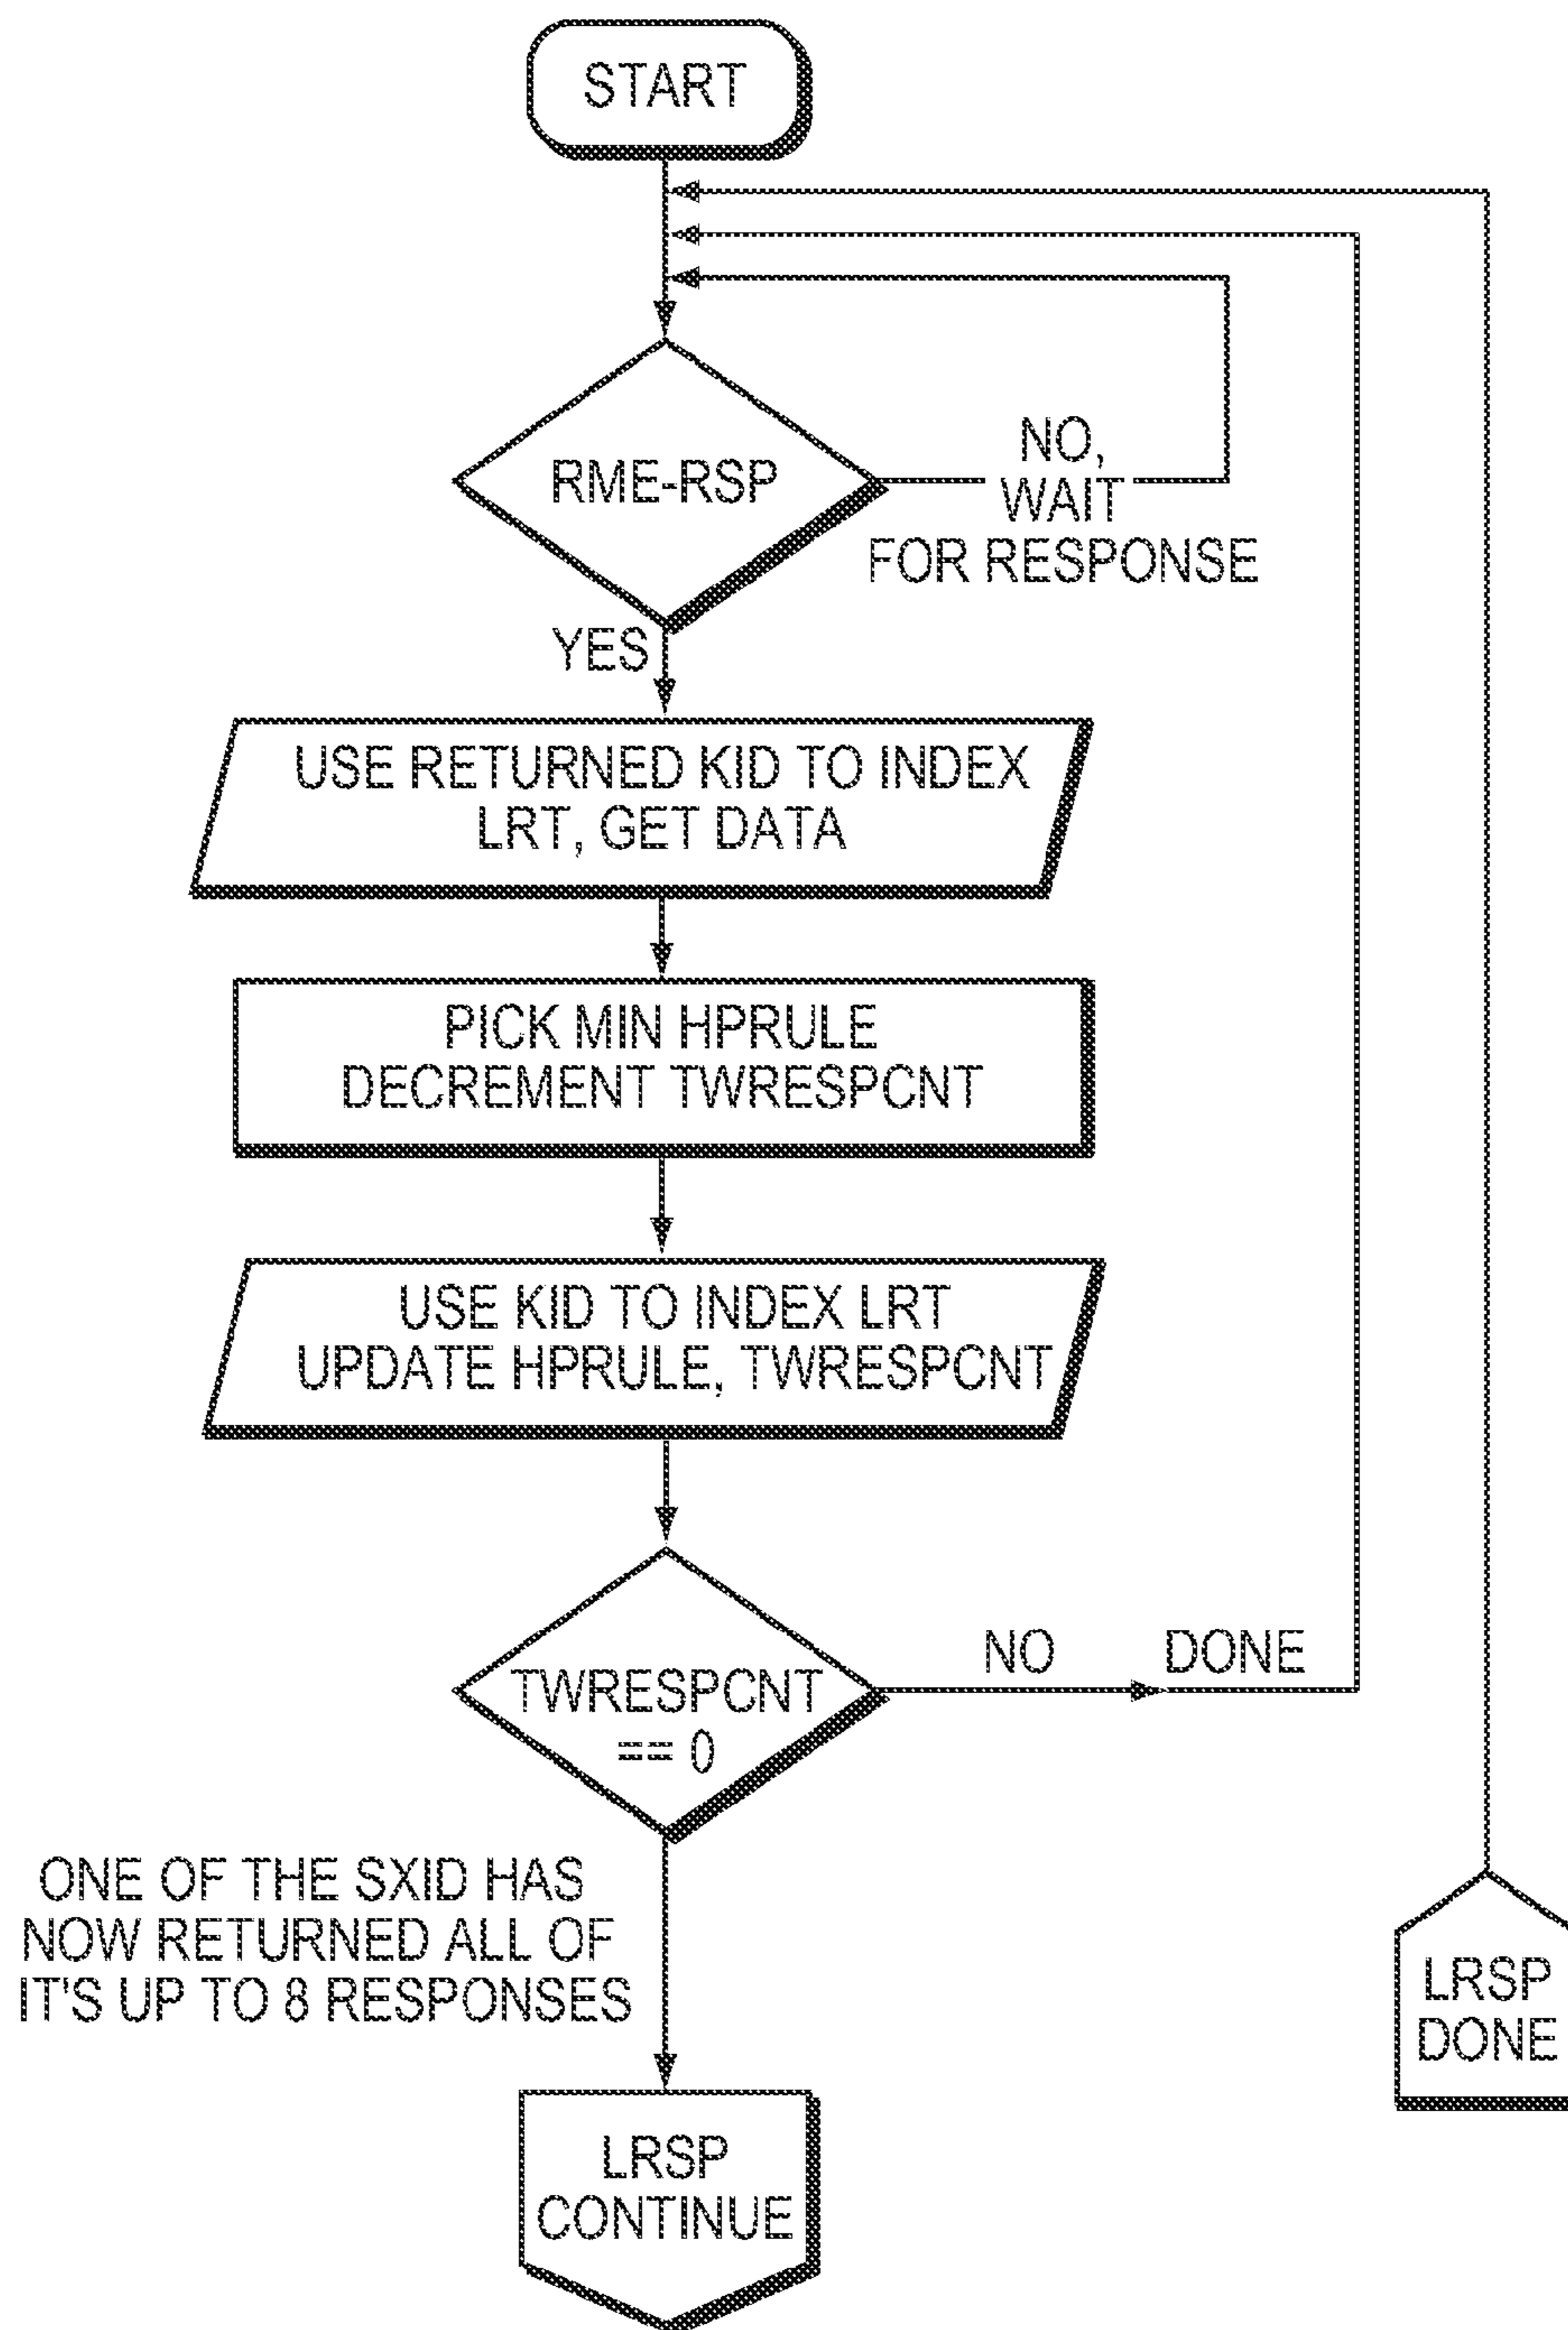 START
RME-RSP
NO,
WAIT
FOR RESPONSE
YES
USE RETURNED KID TO INDEX
LRT, GET DATA
PICK MIN HPRULE
DECREMENT TWRESPCNT
USE KID TO INDEX LRT
UPDATE HPRULE, TWRESPCNT
TWRESPCNT
== 0
NO
DONE
ONE OF THE SXID HAS
NOW RETURNED ALL OF
IT'S UP TO 8 RESPONSES
LRSP
DONE
LRSP
CONTINUE